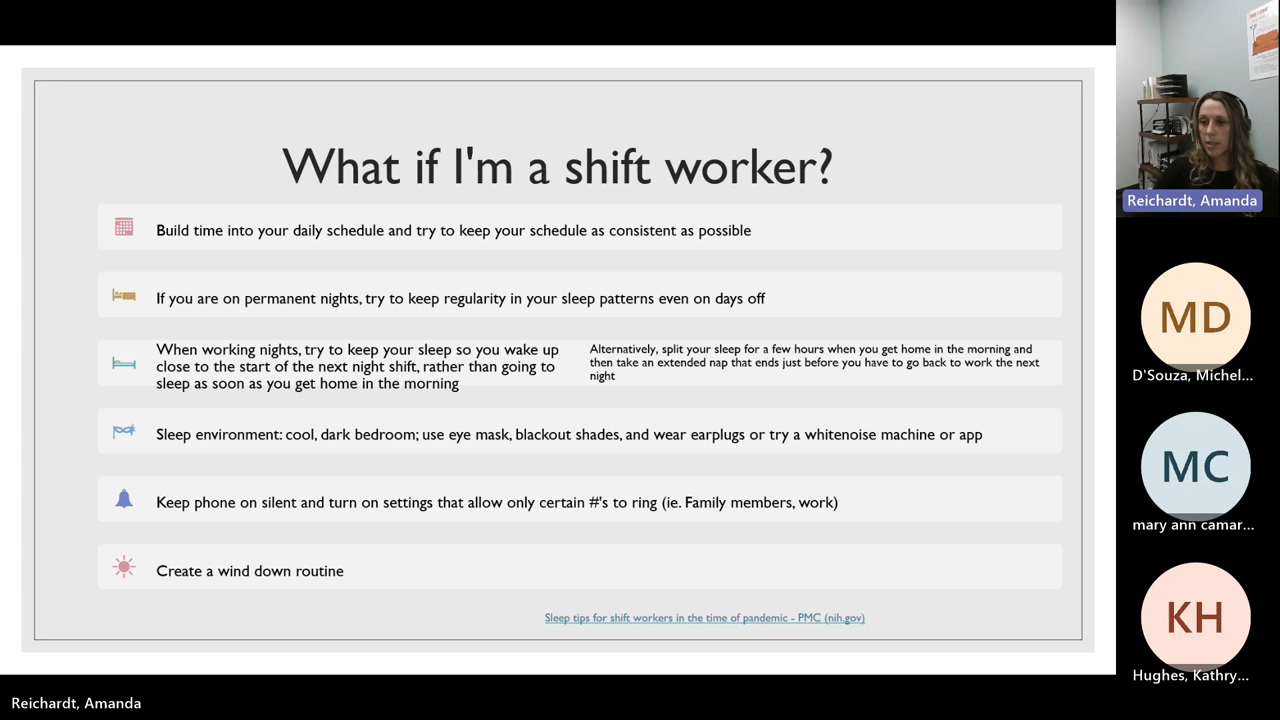 What if I'm a shift worker?
Build time into your daily schedule and try to keep your schedule as consistent as possible
If you are on permanent nights, try to keep regularity in your sleep patterns even on days off
When working nights, try to keep your sleep so you wake up
close to the start of the next night shift, rather than going to
sleep as soon as you get home in the morning
Alternatively, split your sleep for a few hours when you get home in the morning and
then take an extended nap that ends just before you have to go back to work the next
night
Sleep environment: cool, dark bedroom; use eye mask, blackout shades, and wear earplugs or try a whitenoise machine or app
Keep phone on silent and turn on settings that allow only certain #'s to ring (ie. Family members, work)
Create a wind down routine
Sleep tips for shift workers in the time of pandemic - PMC (nih.gov)
Reichardt, Amanda
MD
D'Souza, Michel...
MC
mary ann camar...
KH
Hughes, Kathry...
Reichardt, Amanda